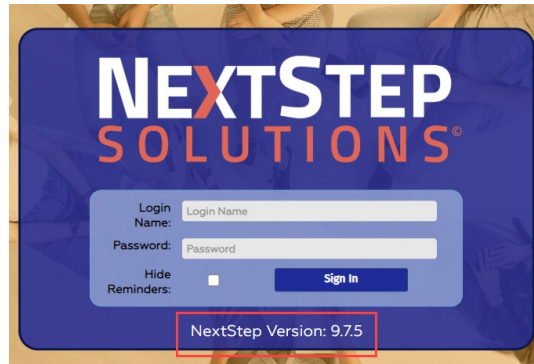 NEXTSTEP
SOLUTIONS©
Login Name:
Login Name
Password:
Password
Hide Reminders:
Sign In
NextStep Version: 9.7.5